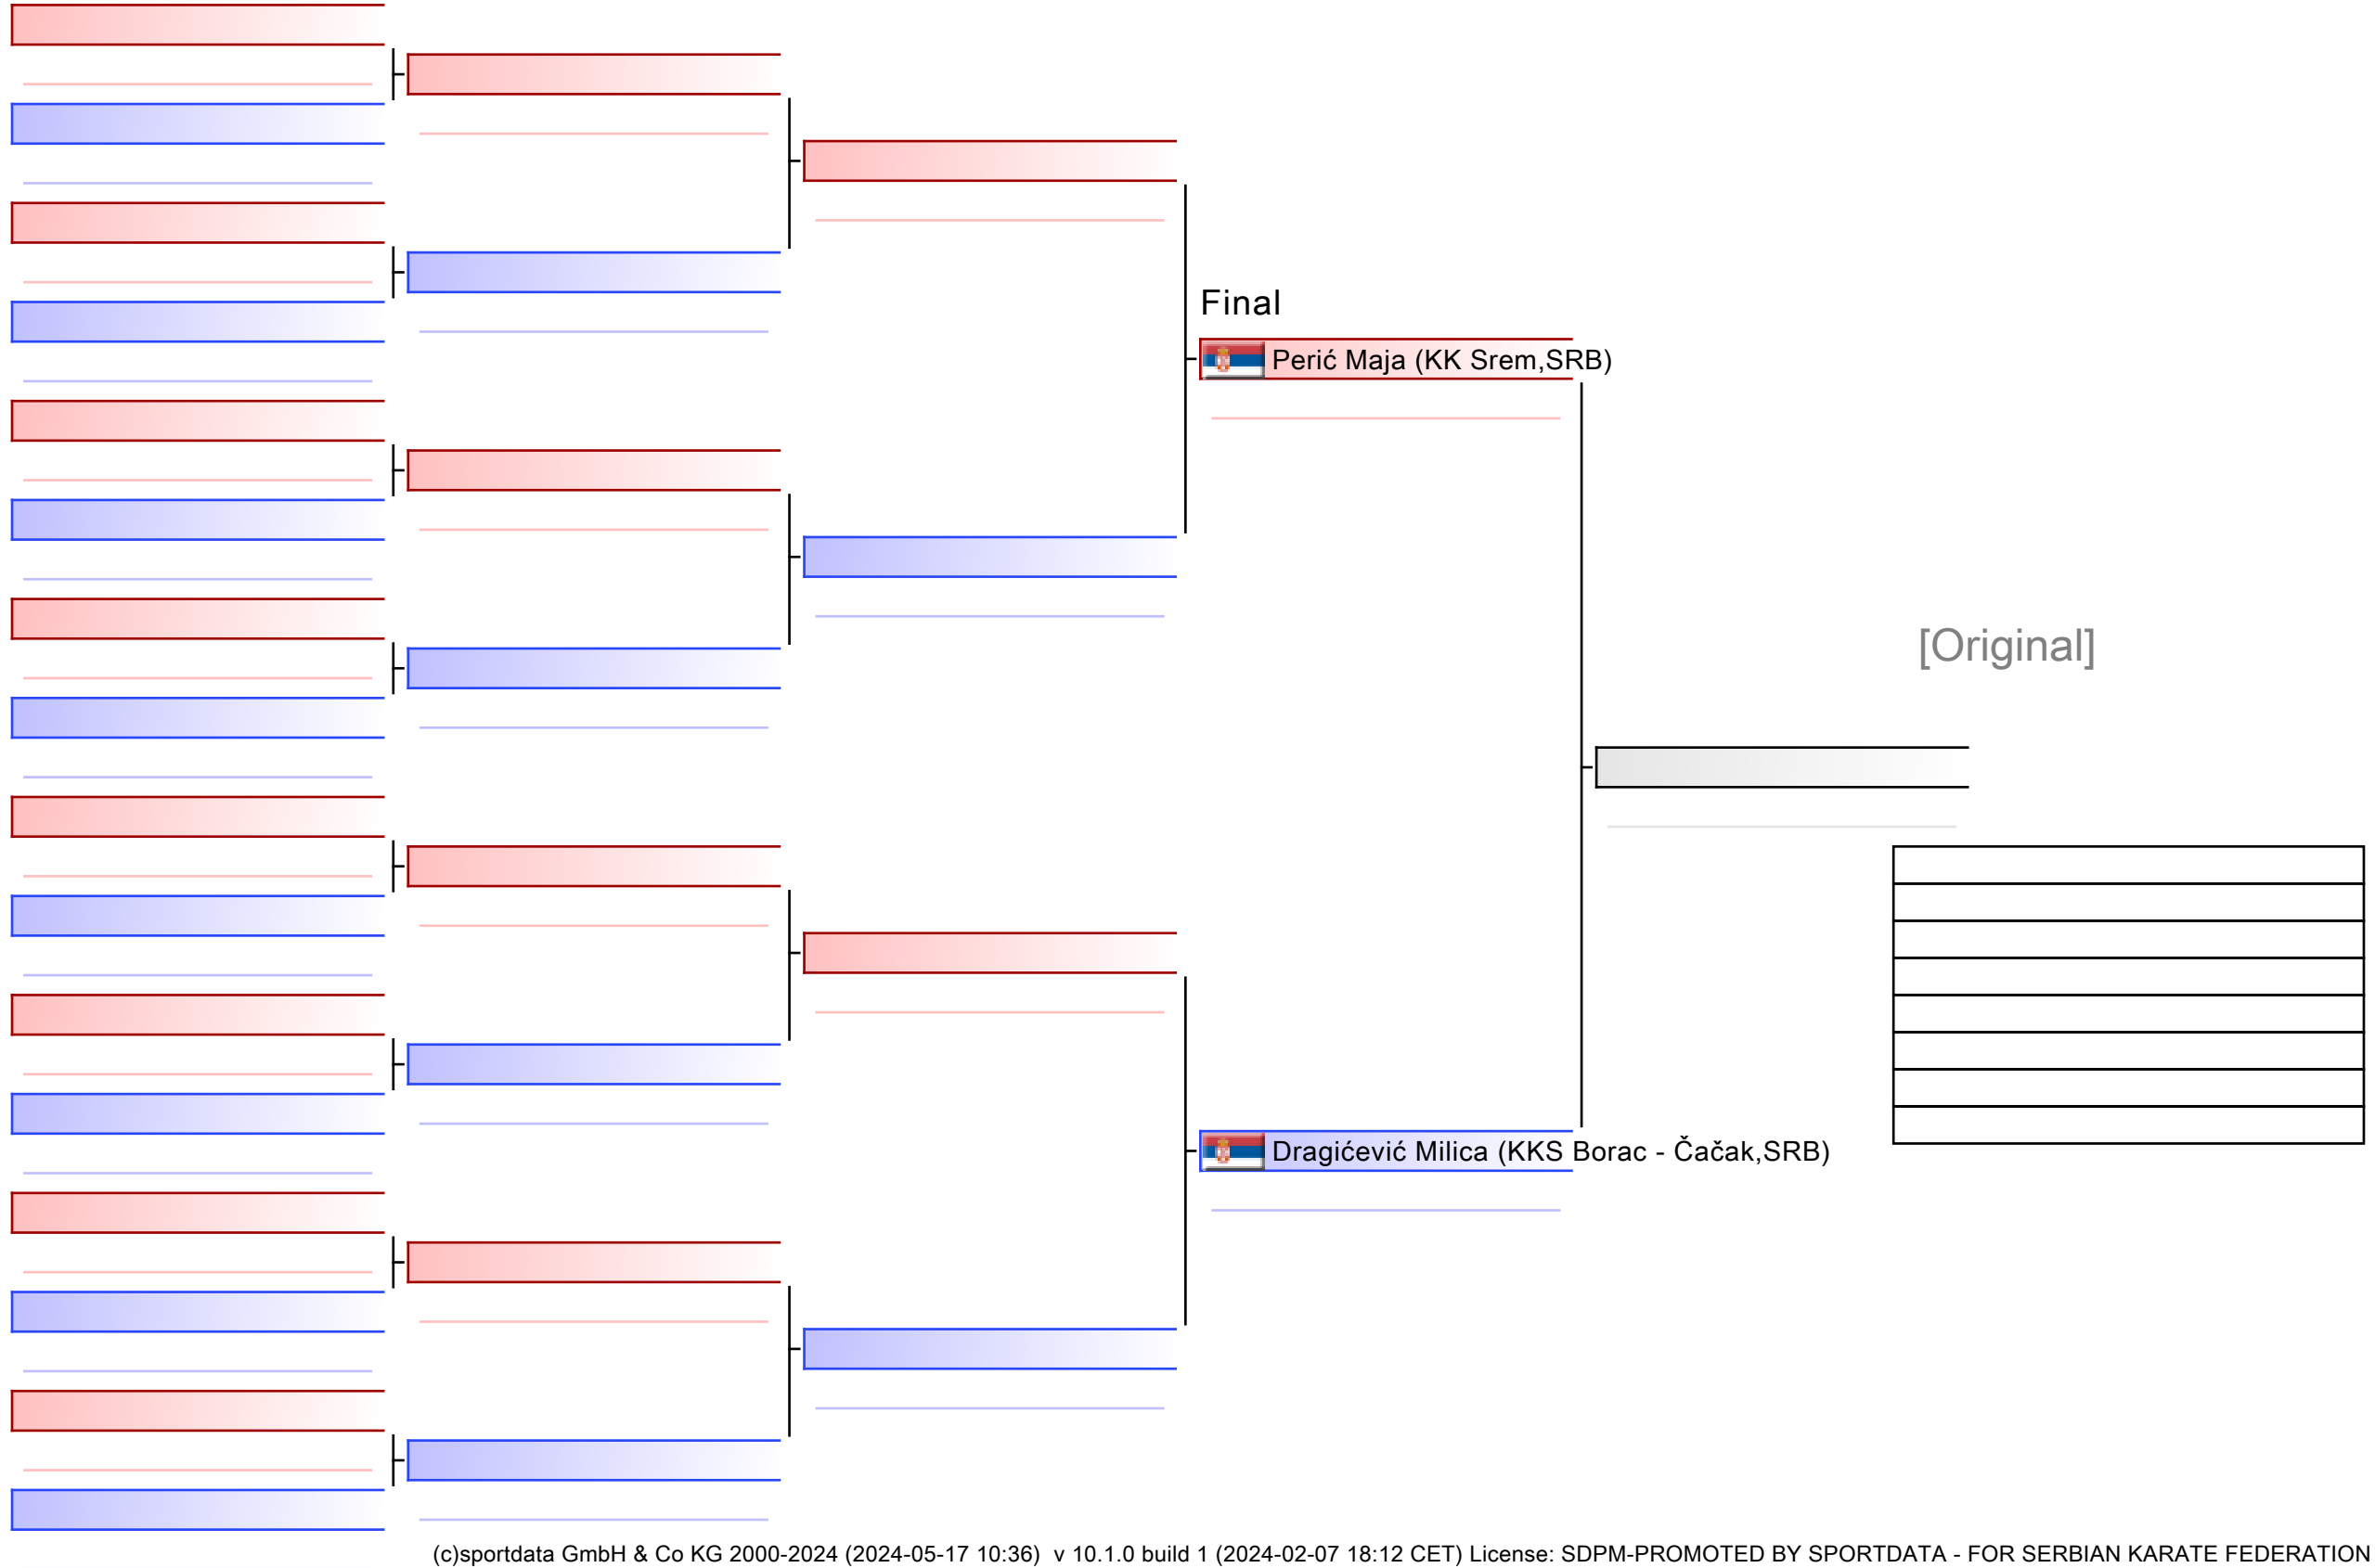 Final
Perić Maja (KK Srem,SRB)
[Original]
Dragićević Milica (KKS Borac - Čačak,SRB)
(c)sportdata GmbH & Co KG 2000-2024 (2024-05-17 10:36)  v 10.1.0 build 1 (2024-02-07 18:12 CET) License: SDPM-PROMOTED BY SPORTDATA - FOR SERBIAN KARATE FEDERATION